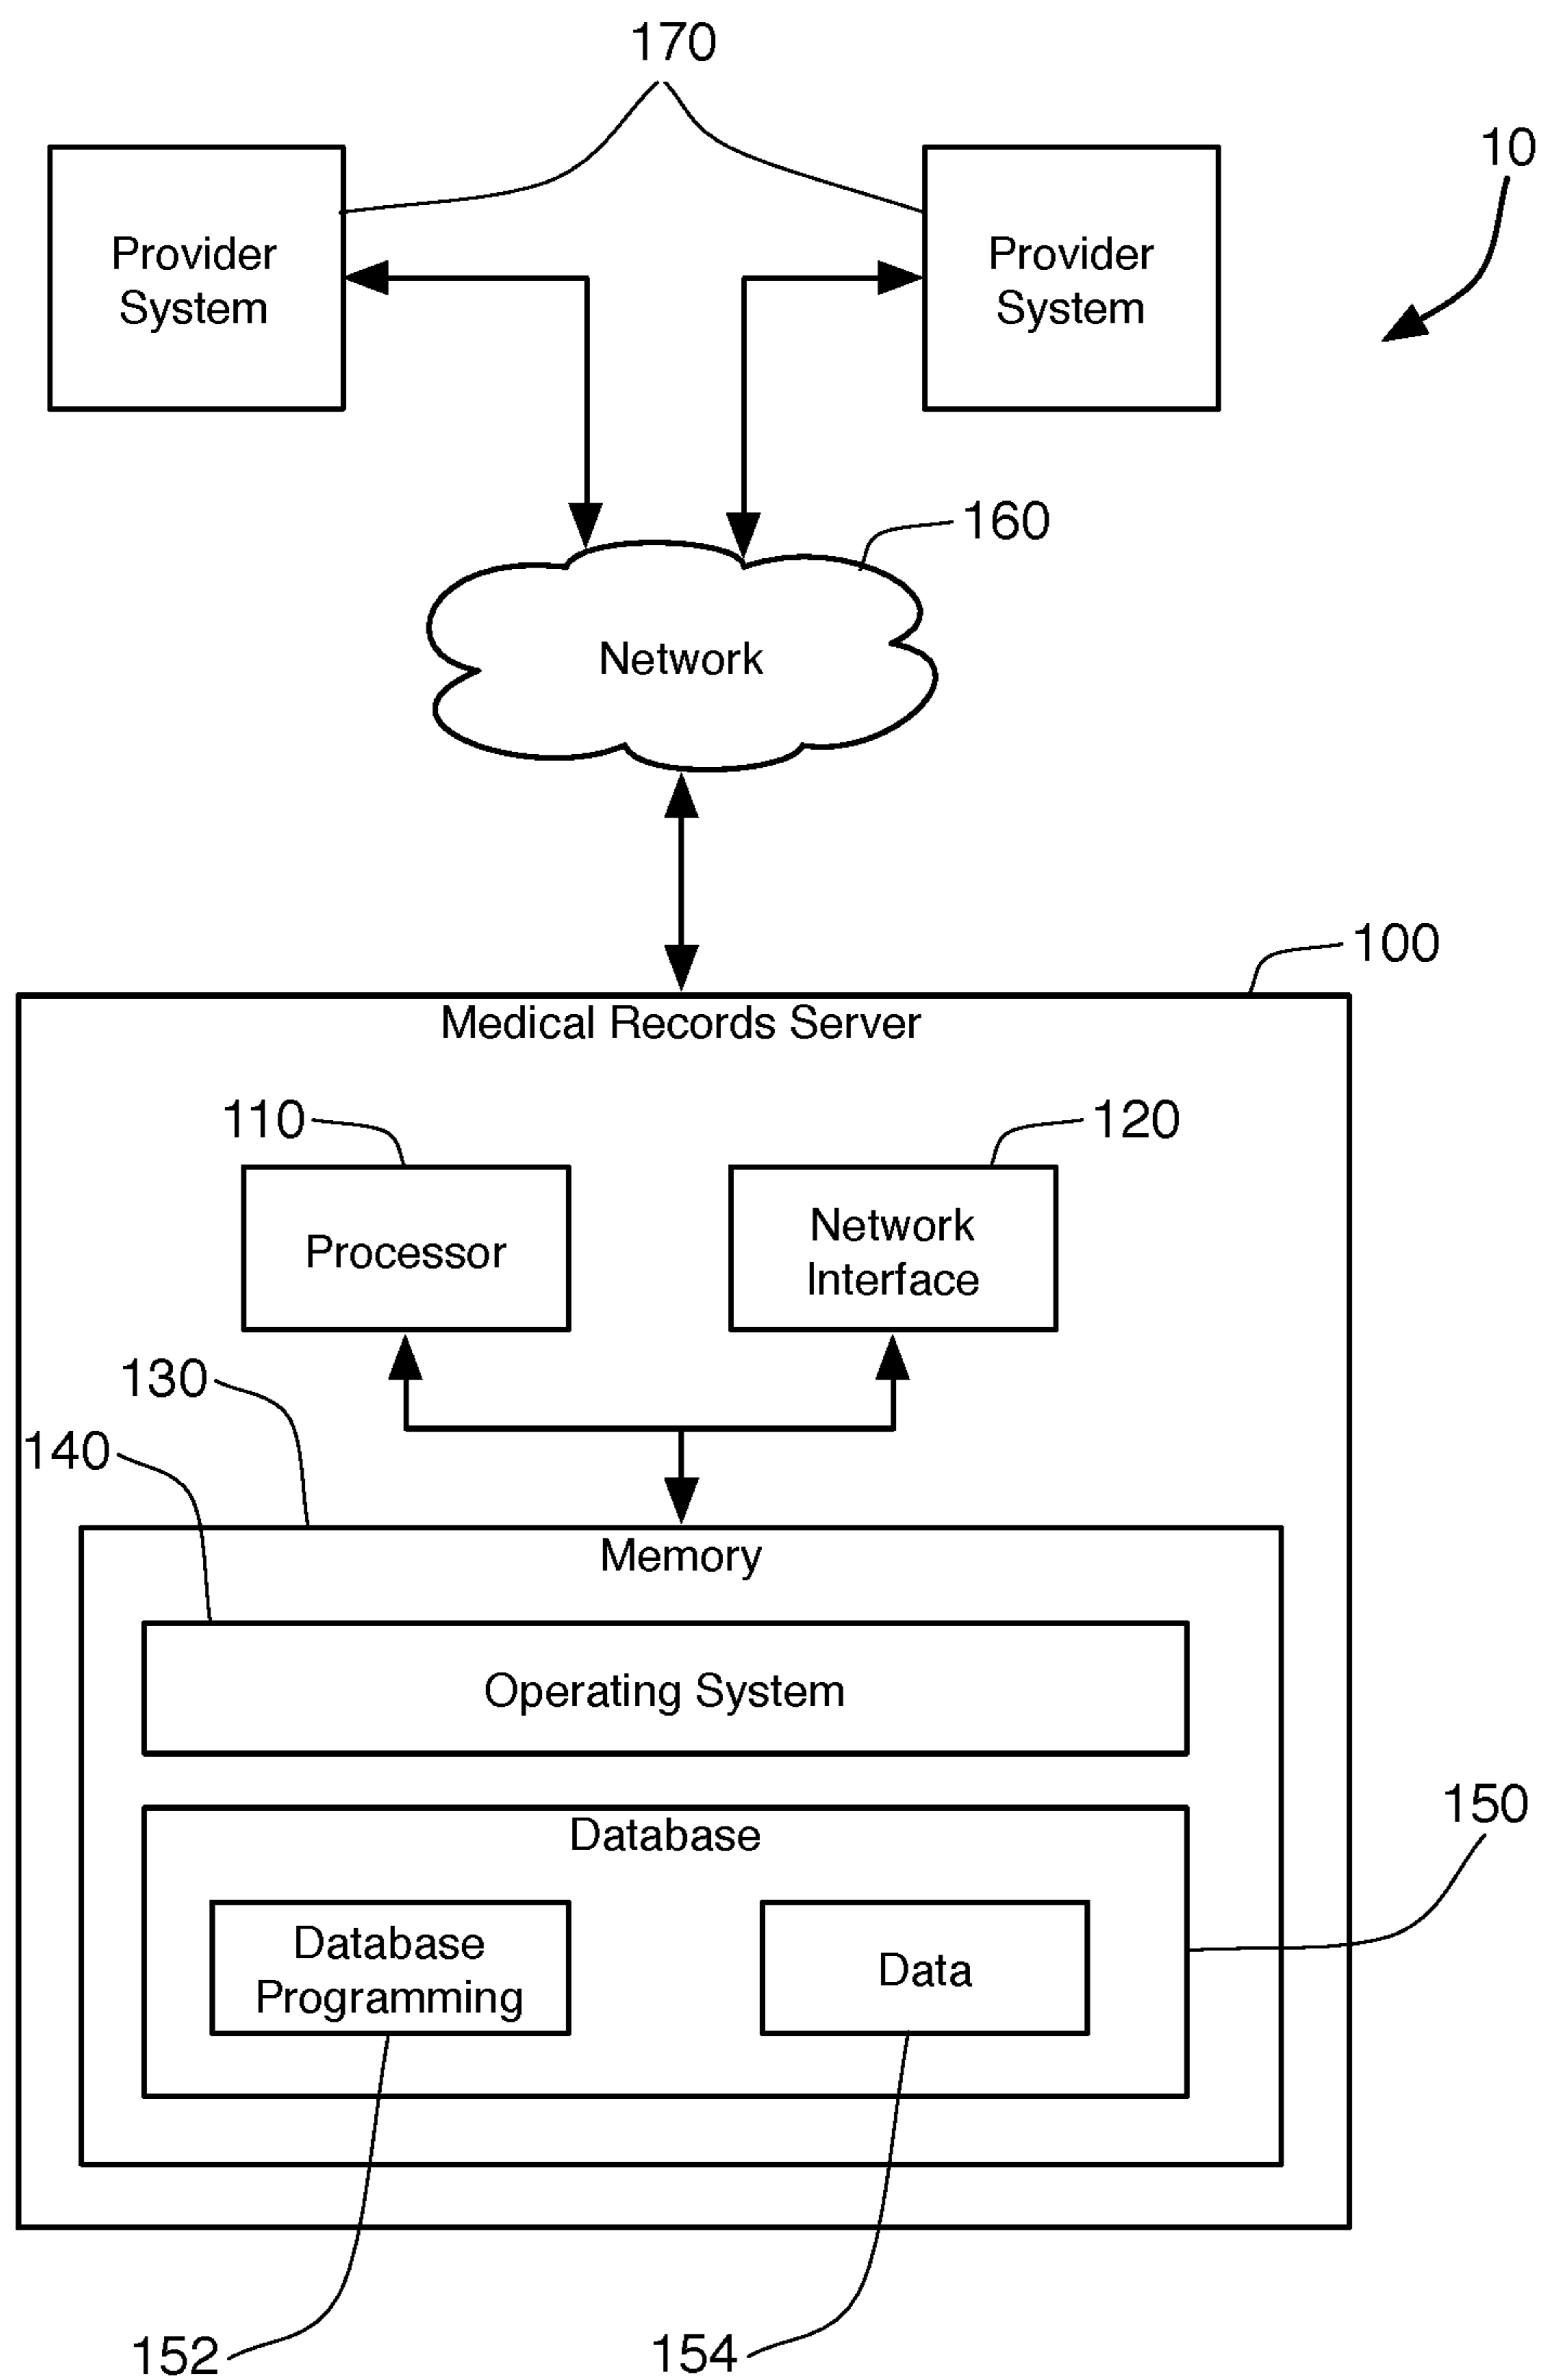 170
10
Provider
System
Provider
System
160
Network
100
Medical Records Server
110
120
Processor
Network
Interface
130
140
Memory
Operating System
150
Database
Database
Programming
Data
152
154